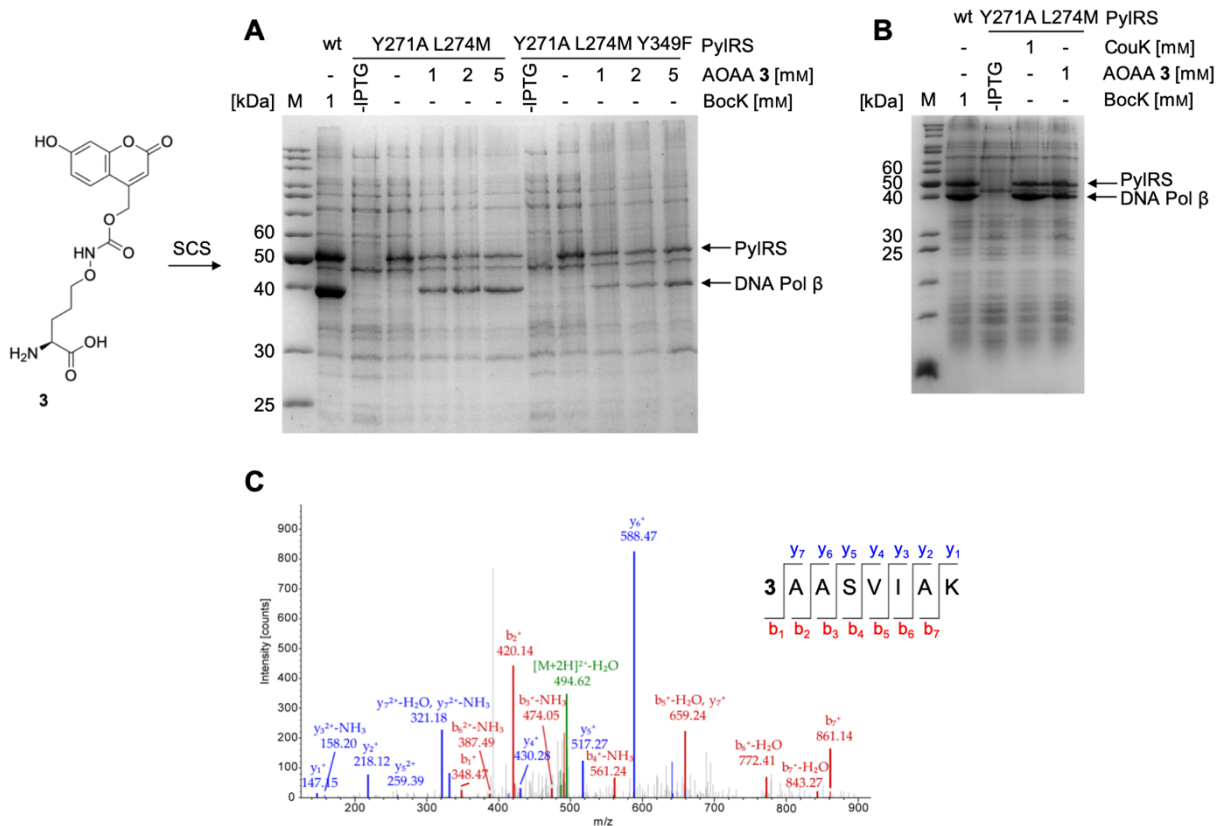 A
B
wt Y271A L274M Y271A L274M Y349F PylRS
- -IPTG - 1 2 5 -IPTG - 1 2 5 AOAA 3 [mM]
[kDa] M 1 - - - - - - - - BocK [mM]
60
50
40
30
25
PylRS
DNA Pol β
wt Y271A L274M PylRS
- -IPTG 1 - CouK [mM]
- - 1 AOAA 3 [mM]
[kDa] M 1 - - BocK [mM]
60
50
40
30
25
PylRS
DNA Pol β
HO
O
O
O
HN
O
O
H2N
OH
O
3
SCS
C
Intensity [counts]
900
800
700
600
500
400
300
200
100
0
200
300
400
500
600
700
800
900
m/z
y1+
147.15
y3²+-NH3
158.20
y2+
218.12
y5²+
259.39
y7²+-H2O, y7²+-NH3
321.18
b1+
348.47
b6²+-NH3
387.49
b2+
420.14
y4+
430.28
b3+-NH3
474.05
[M+2H]²+-H2O
494.62
y5+
517.27
b4+-NH3
561.24
y6+
588.47
b5+-H2O, y7+
659.24
b6+-H2O
772.41
b7+-H2O
843.27
b7+
861.14
y7 y6 y5 y4 y3 y2 y1
3 A A S V I A K
b1 b2 b3 b4 b5 b6 b7